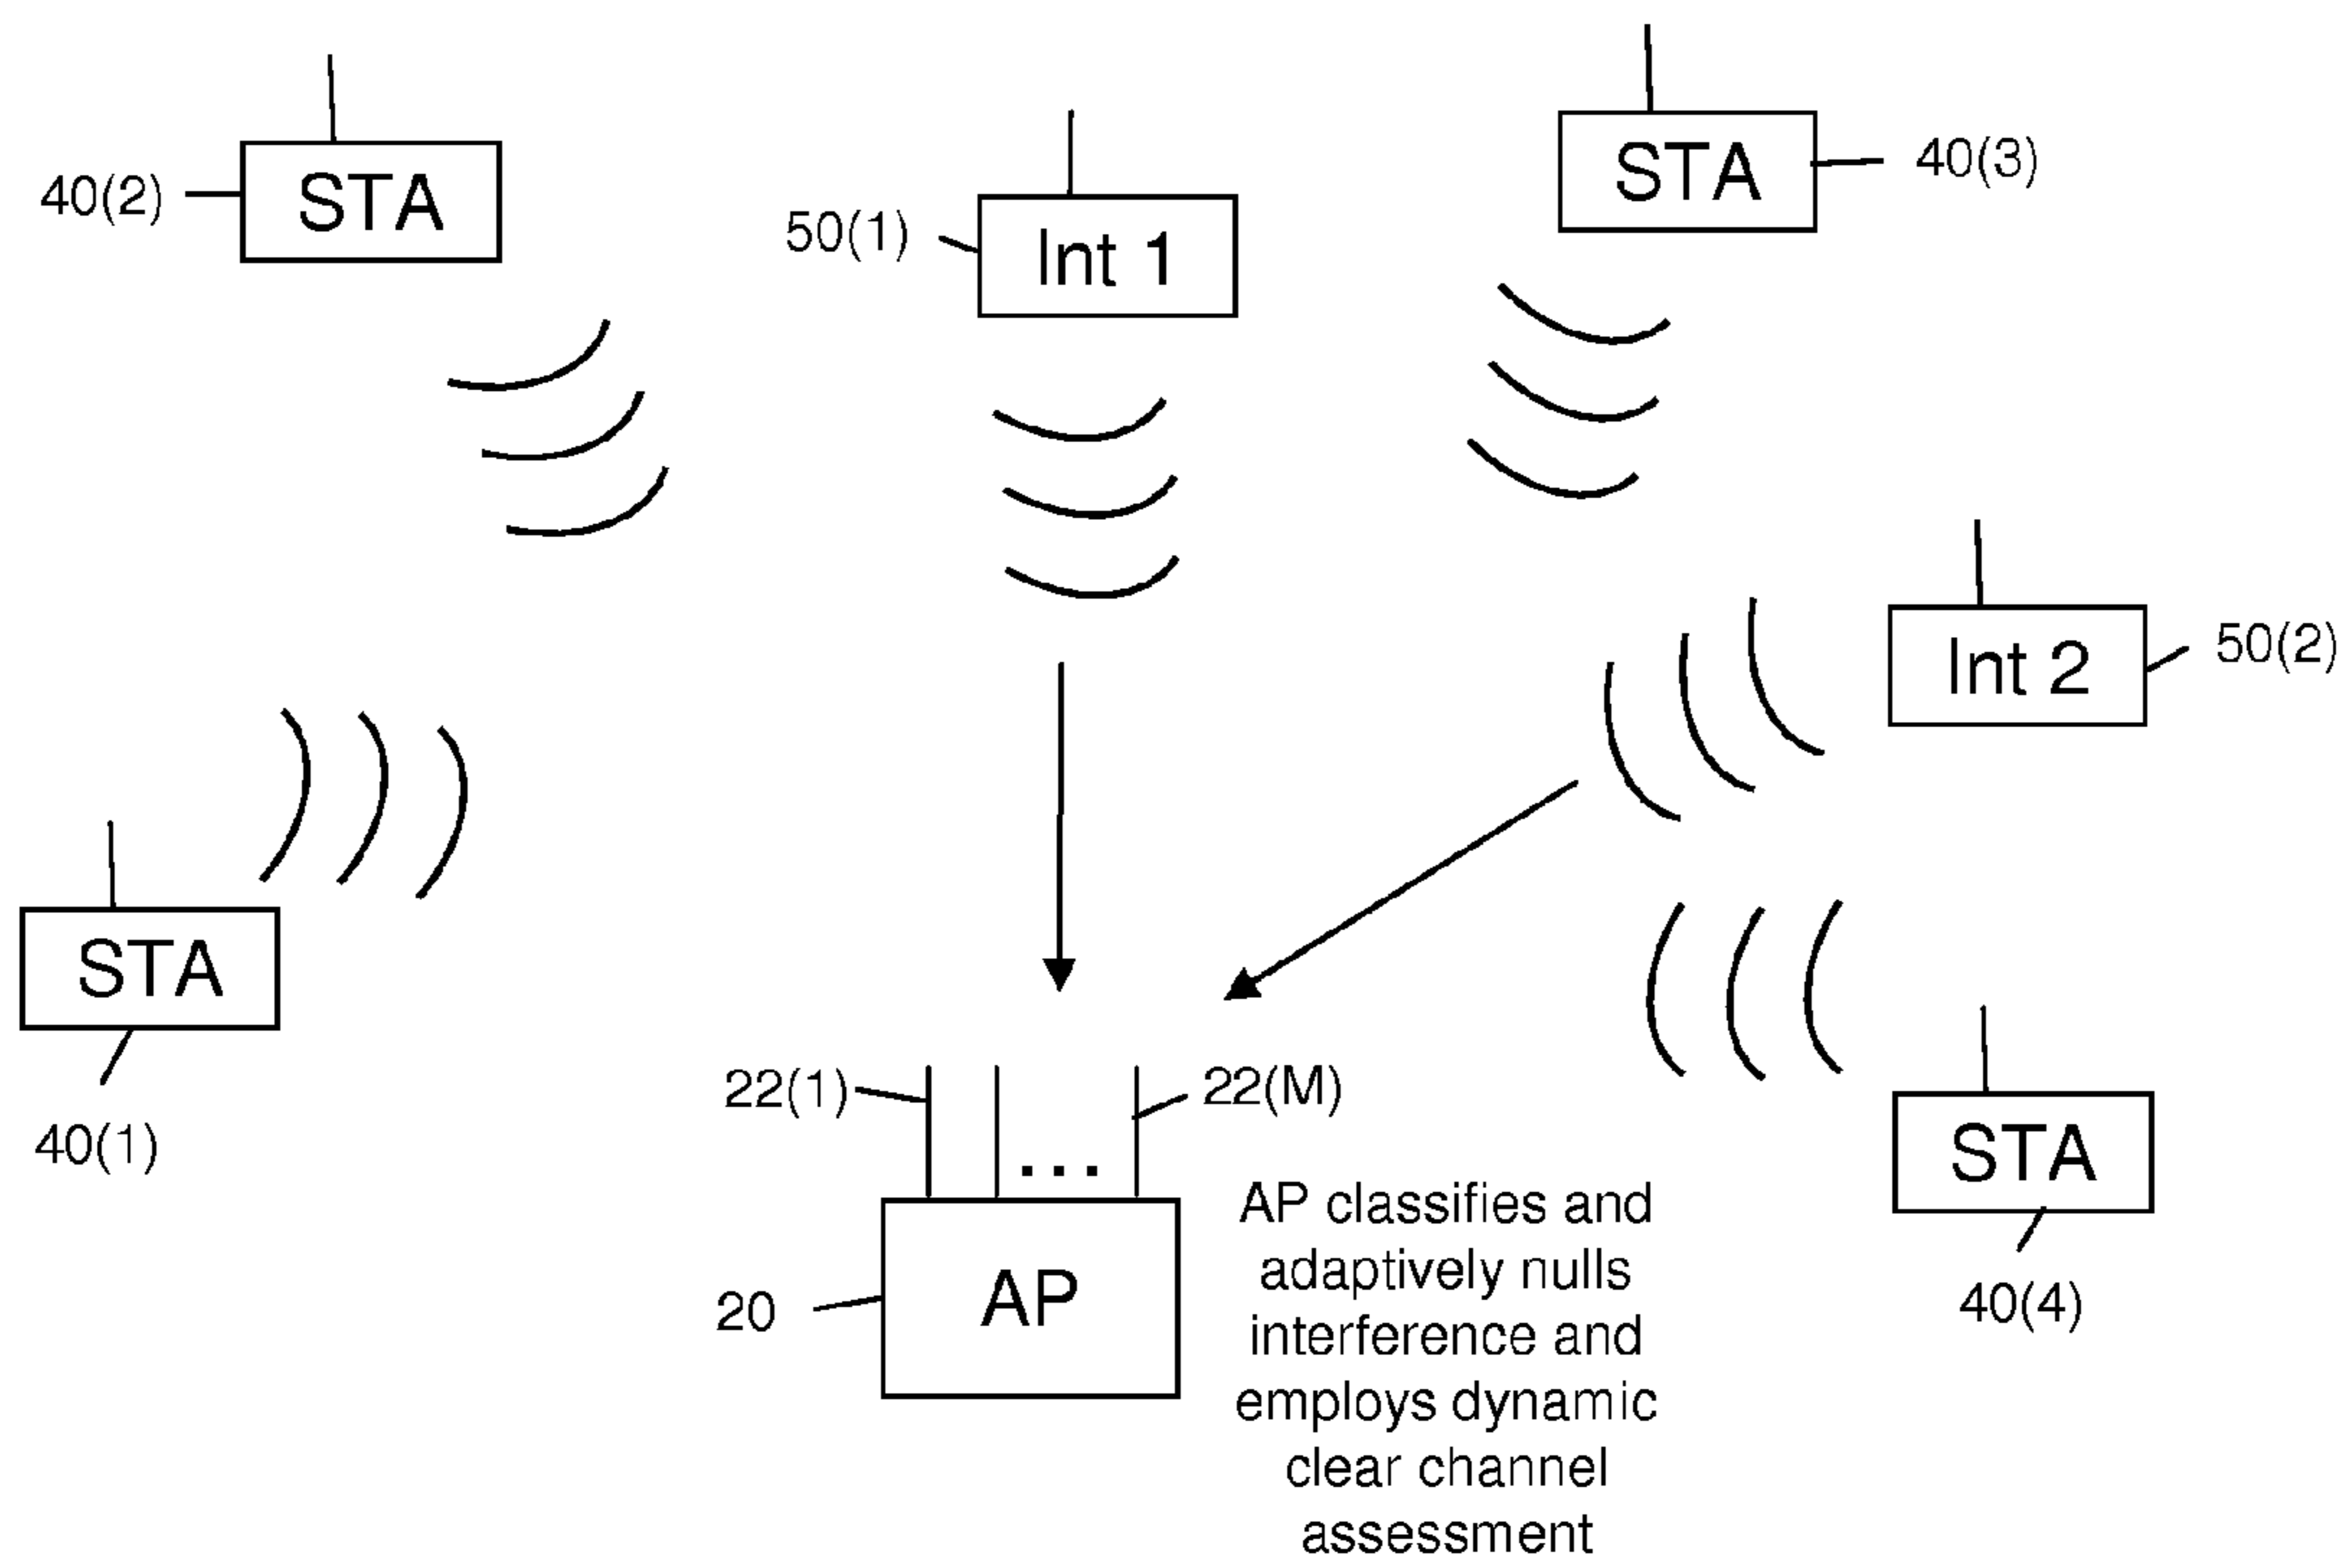 40(2)
STA
50(1)
Int 1
STA
40(3)
Int 2
50(2)
STA
40(1)
22(1)
22(M)
...
20
AP
AP classifies and
adaptively nulls
interference and
employs dynamic
clear channel
assessment
STA
40(4)